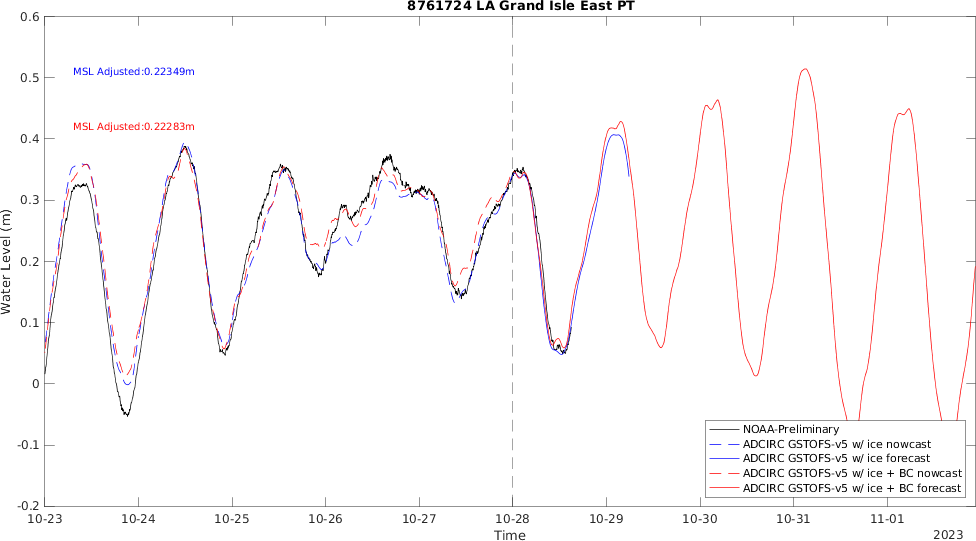 8761724 LA Grand Isle East PT
0.6
0.5
0.4
0.3
0.2
0.1
0
-0.1
-0.2
Water Level (m)
MSL Adjusted:0.22349m
MSL Adjusted:0.22283m
NOAA-Preliminary
ADCIRC GSTOFS-v5 w/ ice nowcast
ADCIRC GSTOFS-v5 w/ ice forecast
ADCIRC GSTOFS-v5 w/ ice + BC nowcast
ADCIRC GSTOFS-v5 w/ ice + BC forecast
10-23 10-24 10-25 10-26 10-27 10-28 10-29 10-30 10-31 11-01
Time
2023